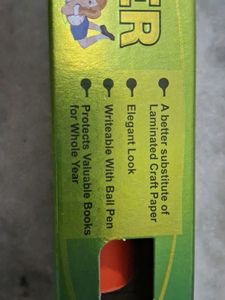 ER
A better substitute of
Laminated Craft Paper
Elegant Look
Writeable With Ball Pen
Protects Valuable Books
for Whole Year